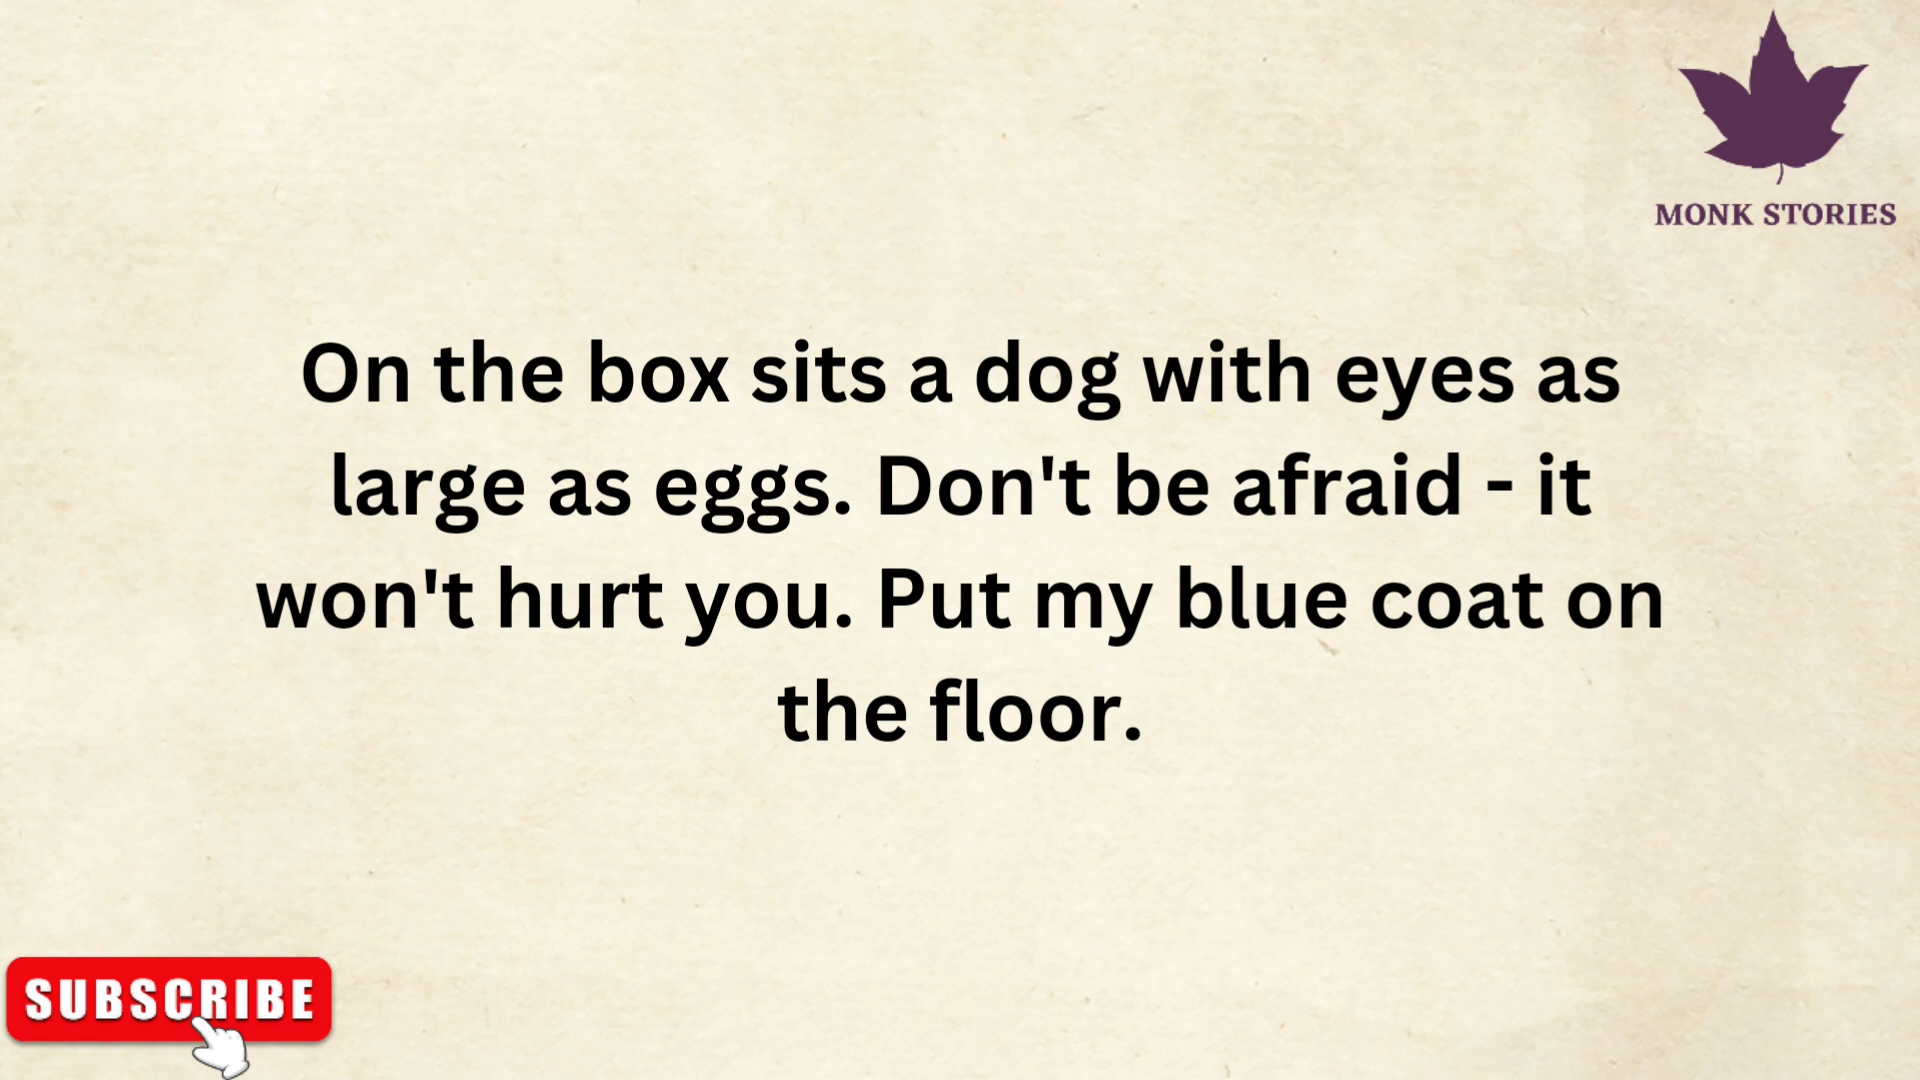 MONK STORIES
On the box sits a dog with eyes as
large as eggs. Don't be afraid - it
won't hurt you. Put my blue coat on
the floor.
SUBSCRIBE